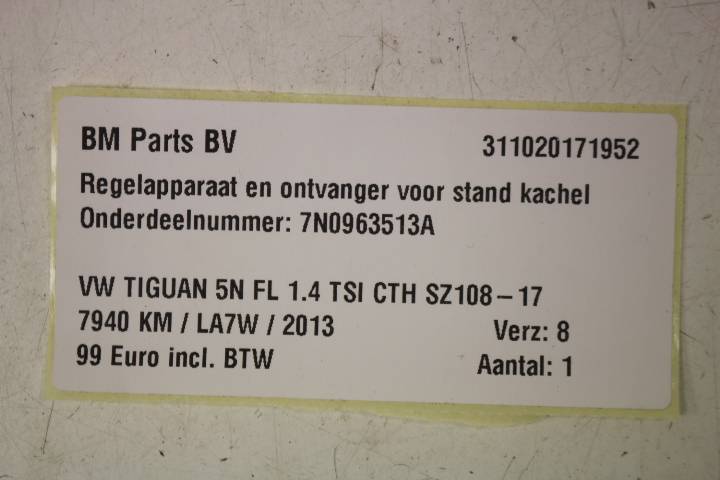 BM Parts BV 311020171952
Regelapparaat en ontvanger voor stand kachel
Onderdeelnummer: 7N0963513A
VW TIGUAN 5N FL 1.4 TSI CTH SZ108-17
7940 KM / LA7W / 2013 Verz: 8
99 Euro incl. BTW Aantal: 1